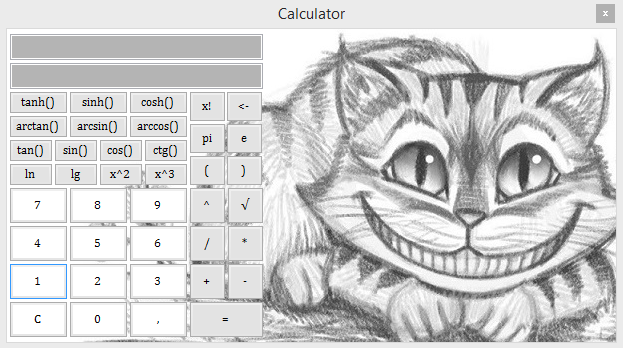 Calculator
x
tanh() sinh() cosh() x! <-
arctan() arcsin() arccos()
pi e
tan() sin() cos() ctg()
ln lg x^2 x^3 ( )
7 8 9 ^ √
4 5 6 / *
1 2 3 + -
C 0 , =